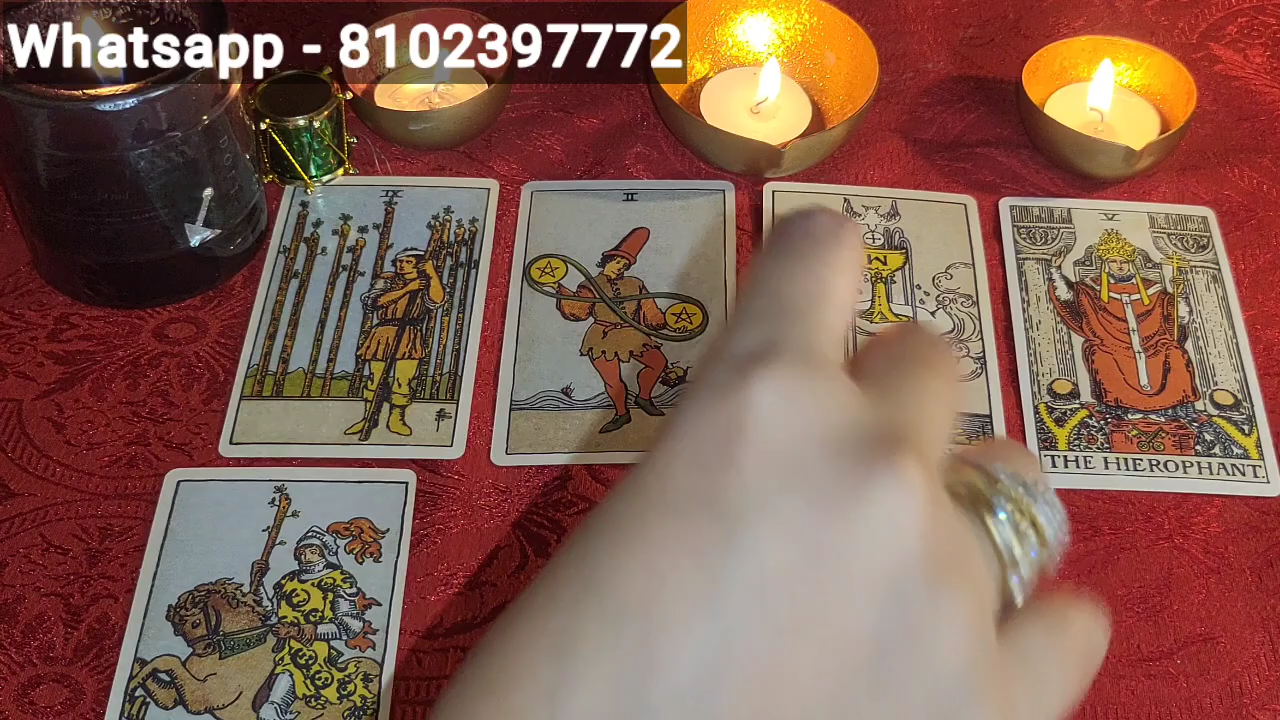 Whatsapp - 8102397772
IX
II
V
THE HIEROPHANT.